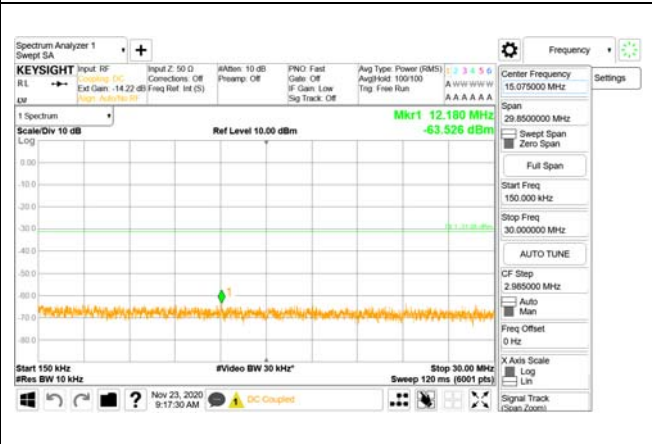 Spectrum Analyzer 1
Swept SA
Frequency
KEYSIGHT
Input: RF
Input Z: 50 Ω
#Atten: 10 dB
PNO: Fast
Avg Type: Power (RMS)
1 2 3 4 5 6
RL
Coupling: DC
Corrections: Off
Preamp: Off
Gate: Off
Avg|Hold: 100/100
A W W W W W
Ext Gain: -14.22 dB
Freq Ref: Int (S)
IF Gain: Low
Trig: Free Run
Align: Auto/No RF
Sig Track: Off
A A A A A A
1 Spectrum
Mkr1 12.180 MHz
Scale/Div 10 dB
Ref Level 10.00 dBm
-63.526 dBm
Log
0.00
-10.0
-20.0
-30.0
-40.0
-50.0
-60.0
-70.0
-80.0
1
Start 150 kHz
#Video BW 30 kHz*
Stop 30.00 MHz
#Res BW 10 kHz
Sweep 120 ms (6001 pts)
Nov 23, 2020
9:17:30 AM
1
DC Coupled
Center Frequency
15.075000 MHz
Settings
Span
29.8500000 MHz
Swept Span
Zero Span
Full Span
Start Freq
150.000 kHz
Stop Freq
30.000000 MHz
AUTO TUNE
CF Step
2.985000 MHz
Auto
Man
Freq Offset
0 Hz
X Axis Scale
Log
Lin
Signal Track
(Span Zoom)